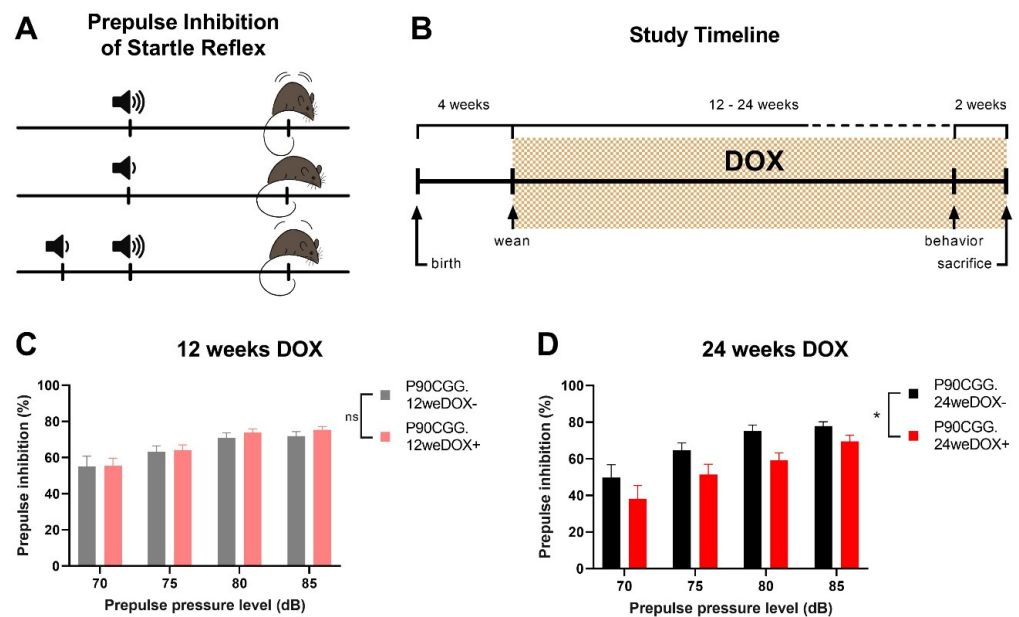 A
Prepulse Inhibition
of Startle Reflex
B
Study Timeline
4 weeks
12 - 24 weeks
2 weeks
DOX
wean
behavior
birth
sacrifice
C
12 weeks DOX
Prepulse inhibition (%)
100
80
60
40
20
0
70
75
80
85
Prepulse pressure level (dB)
ns
P90CGG.
12weDOX-
P90CGG.
12weDOX+
D
24 weeks DOX
Prepulse inhibition (%)
100
80
60
40
20
0
70
75
80
85
Prepulse pressure level (dB)
*
P90CGG.
24weDOX-
P90CGG.
24weDOX+